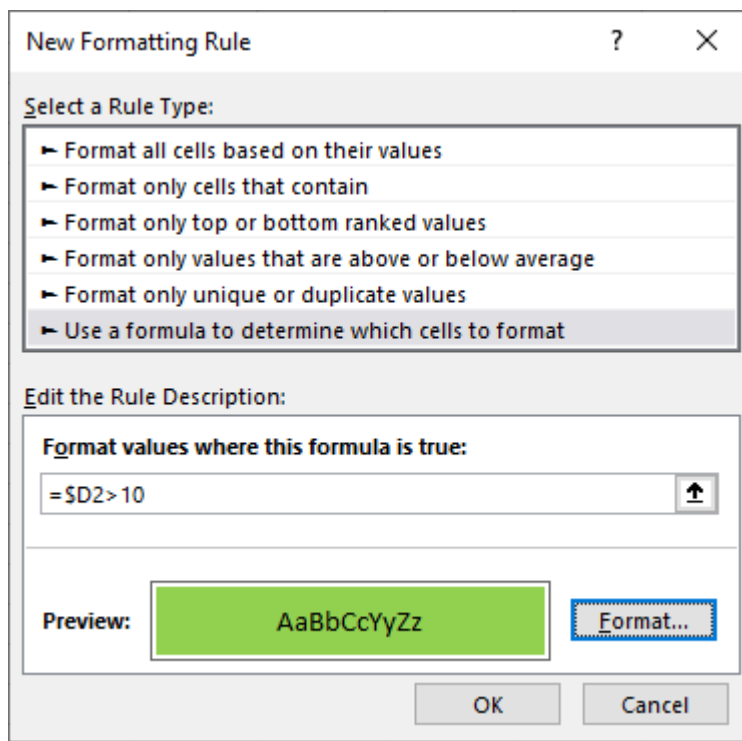 New Formatting Rule ?
Select a Rule Type:
► Format all cells based on their values
► Format only cells that contain
► Format only top or bottom ranked values
► Format only values that are above or below average
► Format only unique or duplicate values
► Use a formula to determine which cells to format
Edit the Rule Description:
Format values where this formula is true:
=$D2>10
Preview: AaBbCcYyZz Format...
OK Cancel